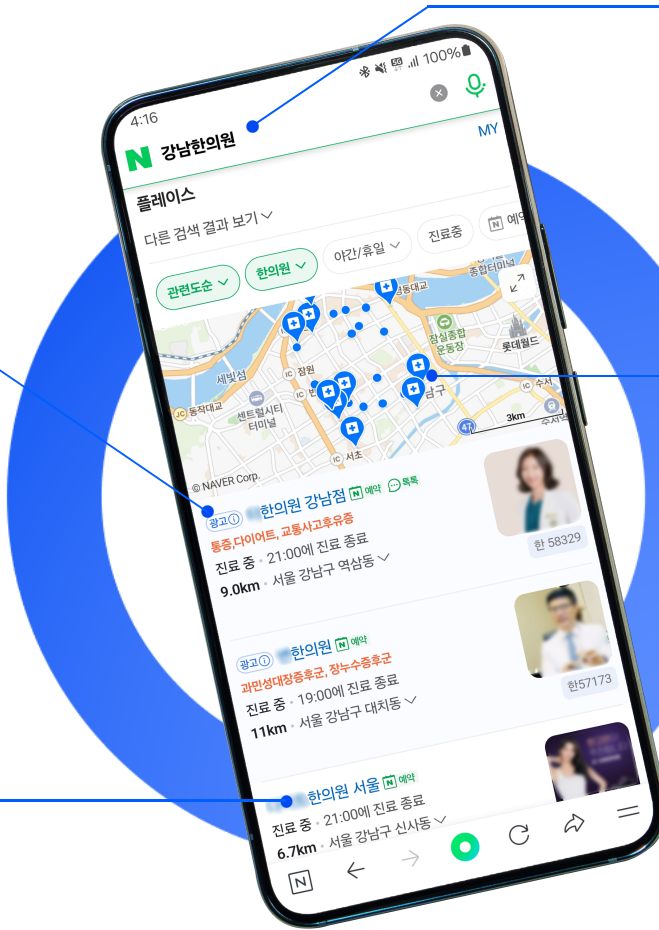 4:16
5G
100%
강남한의원
MY
플레이스
다른 검색 결과 보기
관련도순
한의원
야간/휴일
진료중
예약
종합터미널
세빛섬
잠원
잠실종합
운동장
롯데월드
IC
동작대교
JC
센트럴시티
터미널
서초
수서
47
3km
© NAVER Corp.
광고
한의원 강남점
예약
톡톡
통증,다이어트, 교통사고후유증
진료 중 · 21:00에 진료 종료
9.0km · 서울 강남구 역삼동
한 58329
광고
한의원
예약
과민성대장증후군, 장누수증후군
진료 중 · 19:00에 진료 종료
11km · 서울 강남구 대치동
한57173
한의원 서울
예약
진료 중 · 21:00에 진료 종료
6.7km · 서울 강남구 신사동